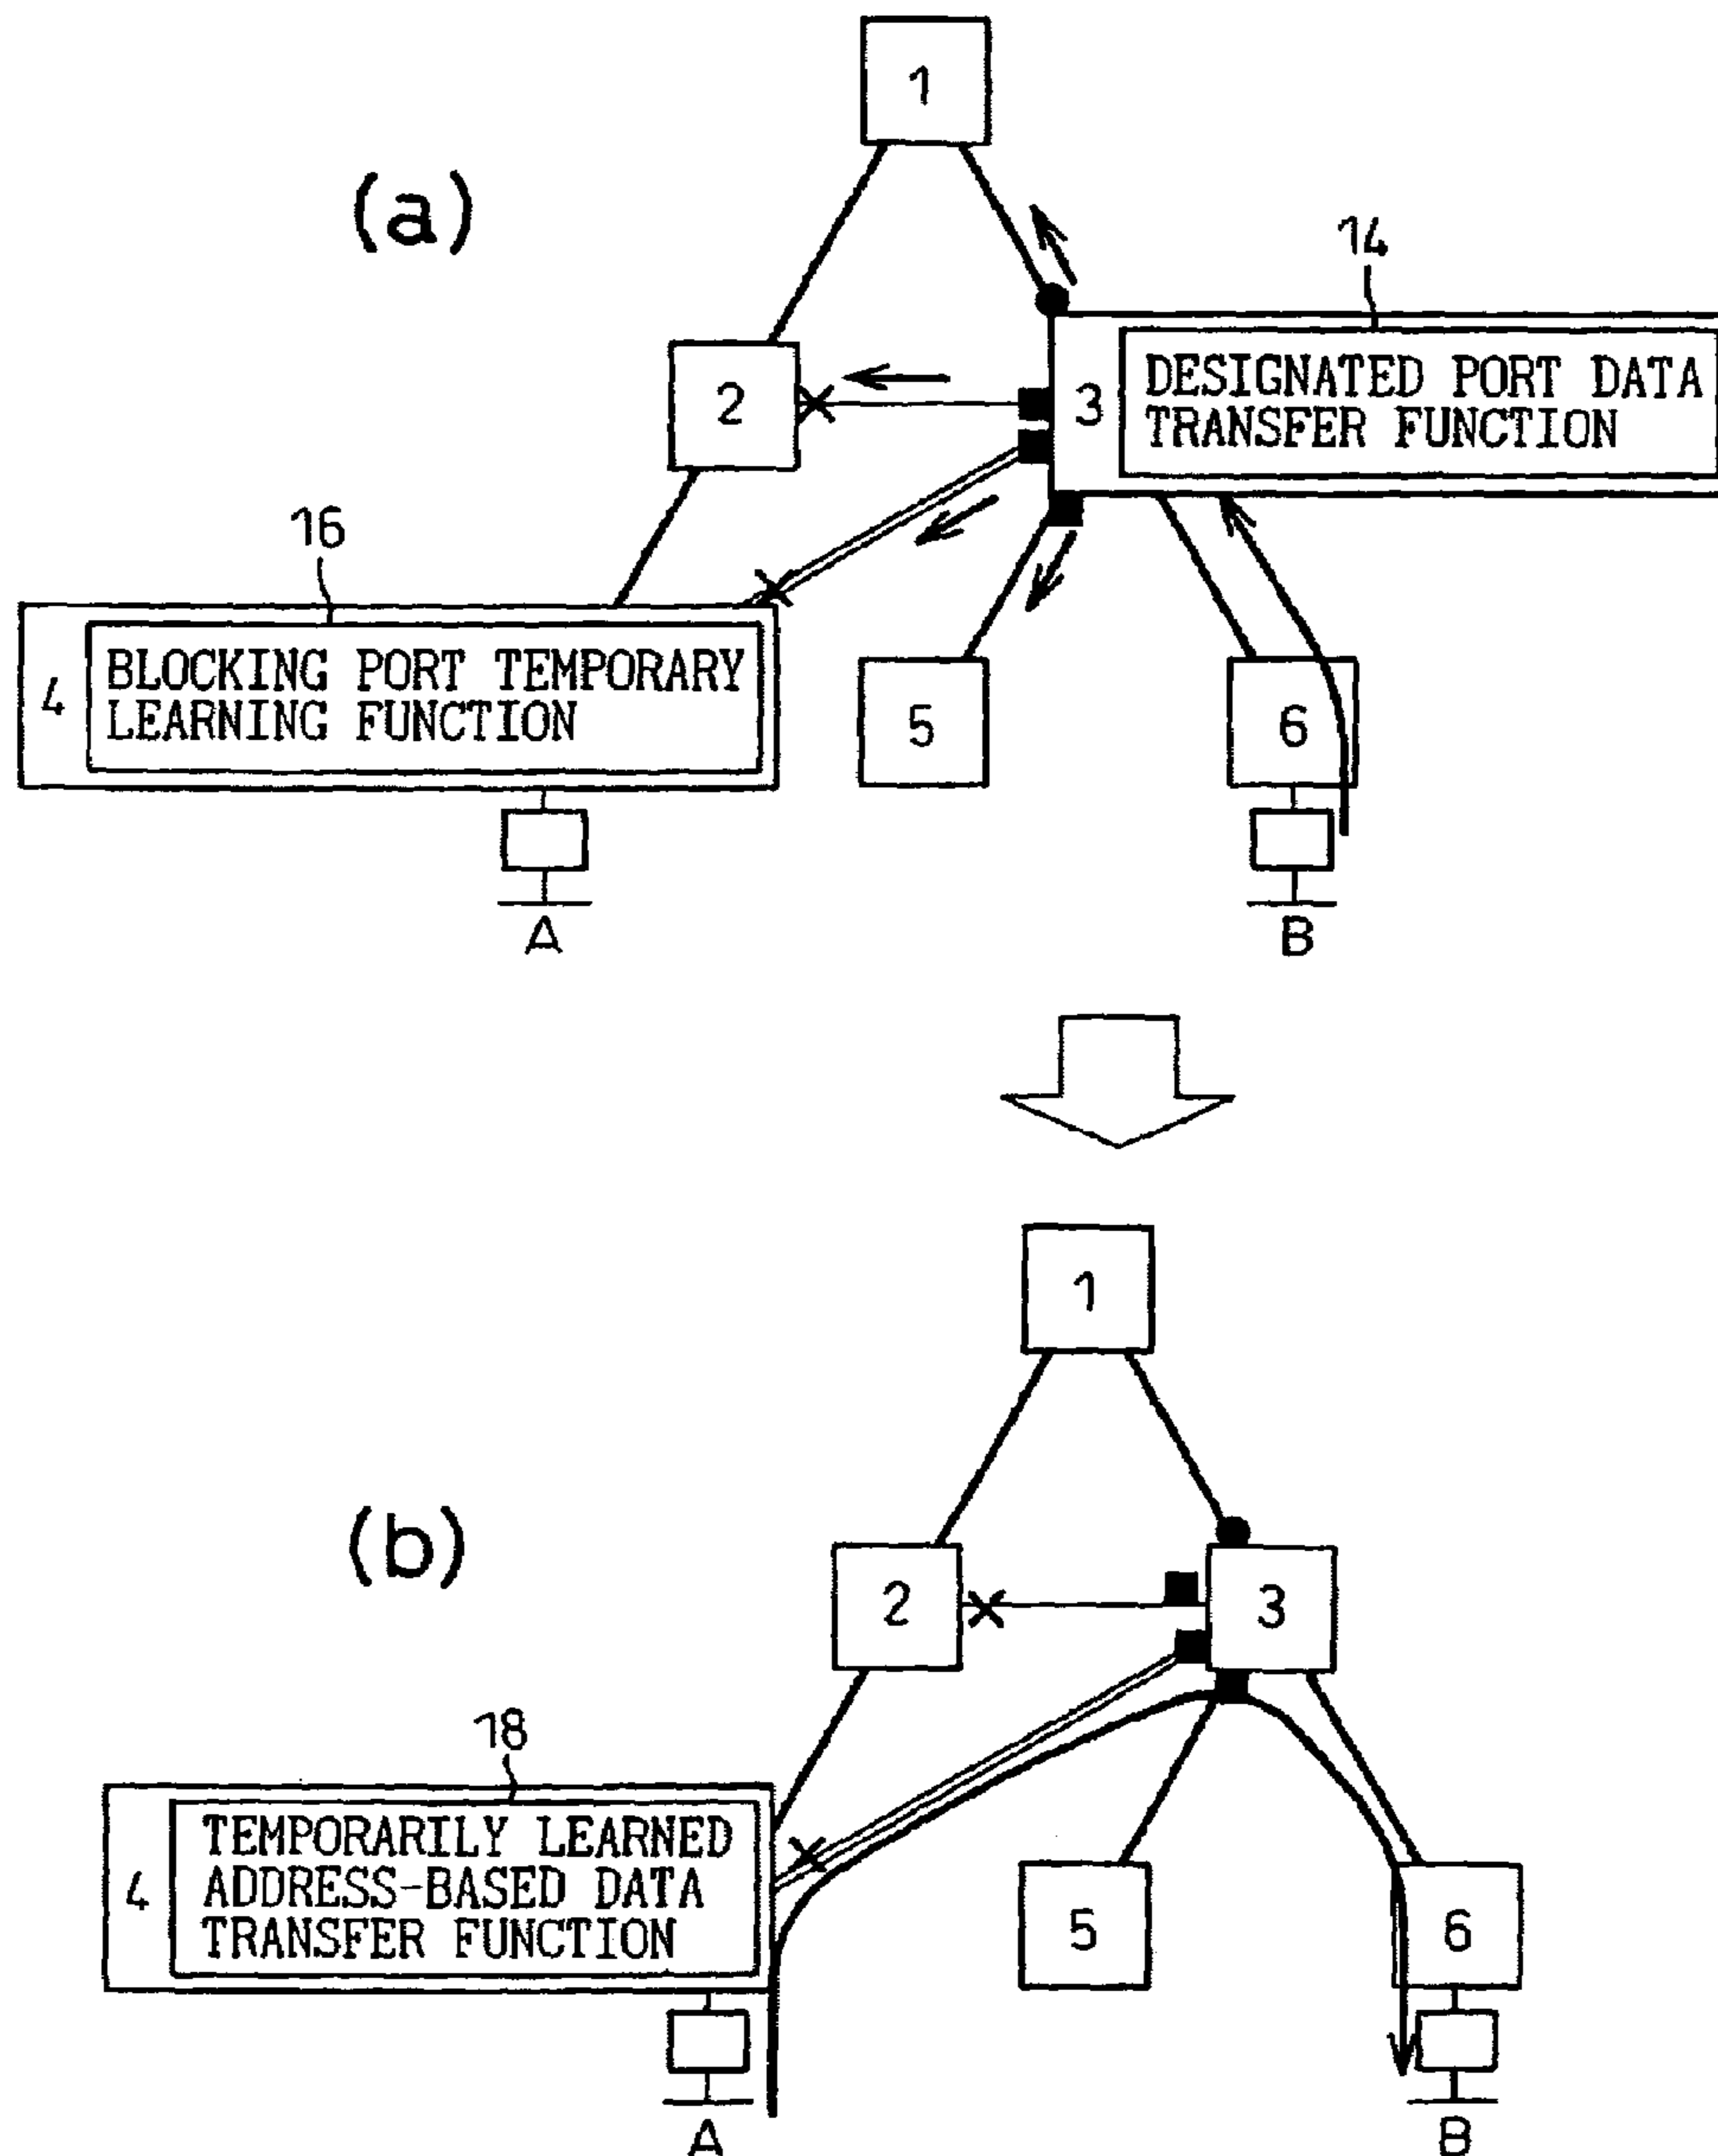 1
(a)
14
2
3
DESIGNATED PORT DATA
TRANSFER FUNCTION
16
4
BLOCKING PORT TEMPORARY
LEARNING FUNCTION
5
6
A
B
1
(b)
2
3
18
4
TEMPORARILY LEARNED
ADDRESS-BASED DATA
TRANSFER FUNCTION
5
6
A
B